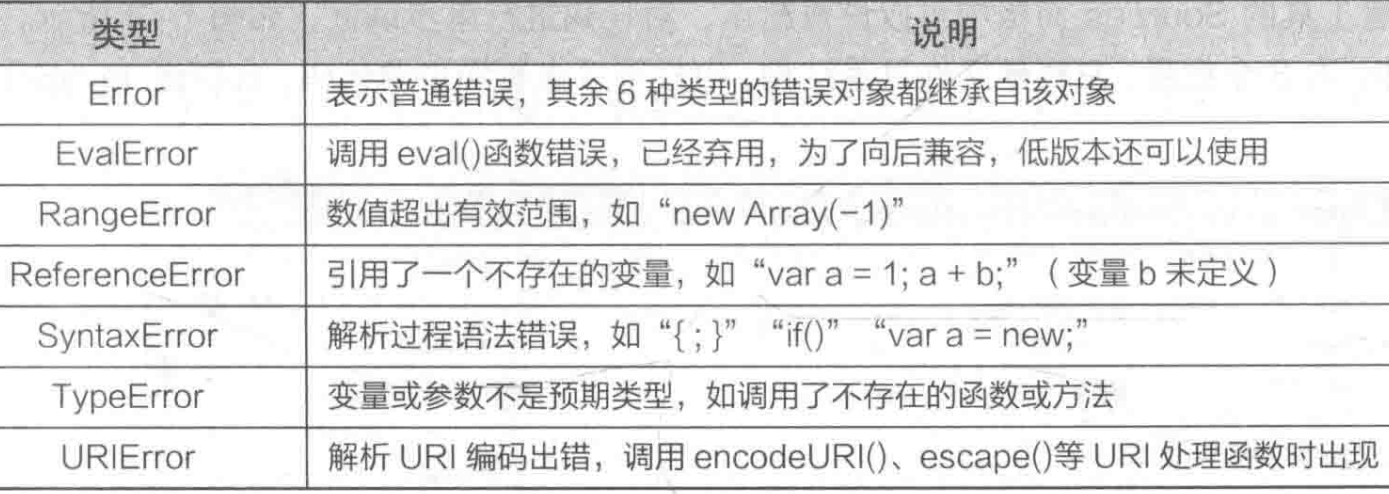 类型 说明
Error 表示普通错误，其余 6 种类型的错误对象都继承自该对象
EvalError 调用 eval()函数错误，已经弃用，为了向后兼容，低版本还可以使用
RangeError 数值超出有效范围，如“new Array(−1)”
ReferenceError 引用了一个不存在的变量，如“var a = 1; a + b;”（变量 b 未定义）
SyntaxError 解析过程语法错误，如“{ ; }” “if()” “var a = new;”
TypeError 变量或参数不是预期类型，如调用了不存在的函数或方法
URIError 解析 URI 编码出错，调用 encodeURI()、escape()等 URI 处理函数时出现